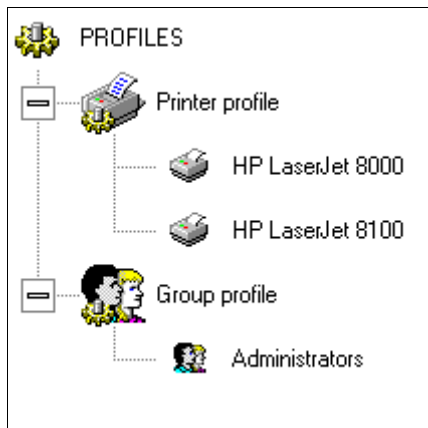 PROFILES
Printer profile
HP LaserJet 8000
HP LaserJet 8100
Group profile
Administrators